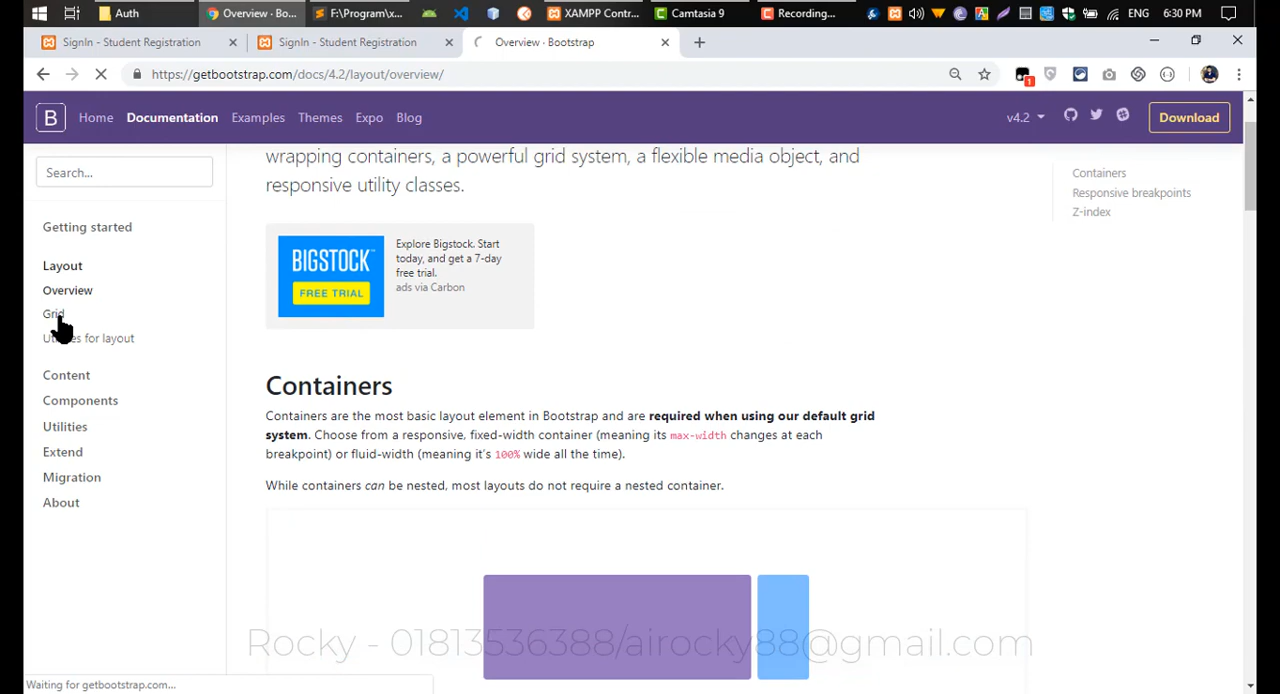 Auth
Overview · Bo...
F:\Program\x...
XAMPP Contr...
Camtasia 9
Recording...
ENG
6:30 PM
SignIn - Student Registration
SignIn - Student Registration
Overview · Bootstrap
https://getbootstrap.com/docs/4.2/layout/overview/
1
B
Home
Documentation
Examples
Themes
Expo
Blog
v4.2
Download
Search...
Getting started
Layout
Overview
Grid
Utilities for layout
Content
Components
Utilities
Extend
Migration
About
wrapping containers, a powerful grid system, a flexible media object, and
responsive utility classes.
BIGSTOCK™
FREE TRIAL
Explore Bigstock. Start
today, and get a 7-day
free trial.
ads via Carbon
Containers
Responsive breakpoints
Z-index
Containers
Containers are the most basic layout element in Bootstrap and are required when using our default grid
system. Choose from a responsive, fixed-width container (meaning its max-width changes at each
breakpoint) or fluid-width (meaning it's 100% wide all the time).
While containers can be nested, most layouts do not require a nested container.
Rocky - 01813536388/airocky88@gmail.com
Waiting for getbootstrap.com...